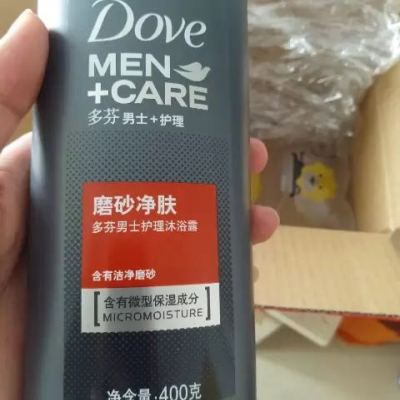 Dove
MEN
+CARE
多芬男士+护理
磨砂净肤
多芬男士护理沐浴露
含有洁净磨砂
含有微型保湿成分
MICROMOISTURE
净含量:400克